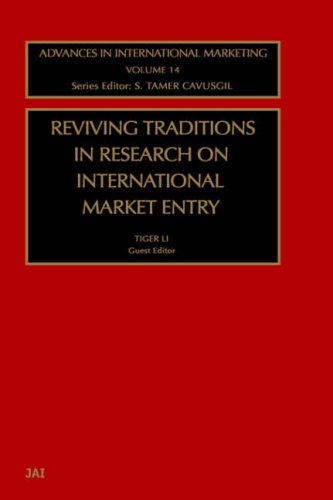 ADVANCES IN INTERNATIONAL MARKETING
VOLUME 14
Series Editor: S. TAMER CAVUSGIL
REVIVING TRADITIONS
IN RESEARCH ON
INTERNATIONAL
MARKET ENTRY
TIGER LI
Guest Editor
JAI